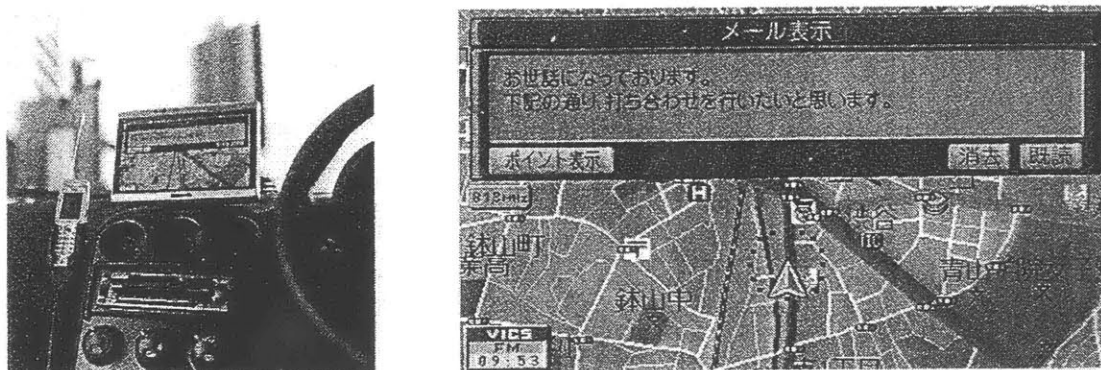 メール表示
お世話になっております。
下記の通り、打ち合わせを行いたいと思います。
ポイント表示
消去
既読
渋谷
鉢山町
鉢山中
VICS
FM
09:53